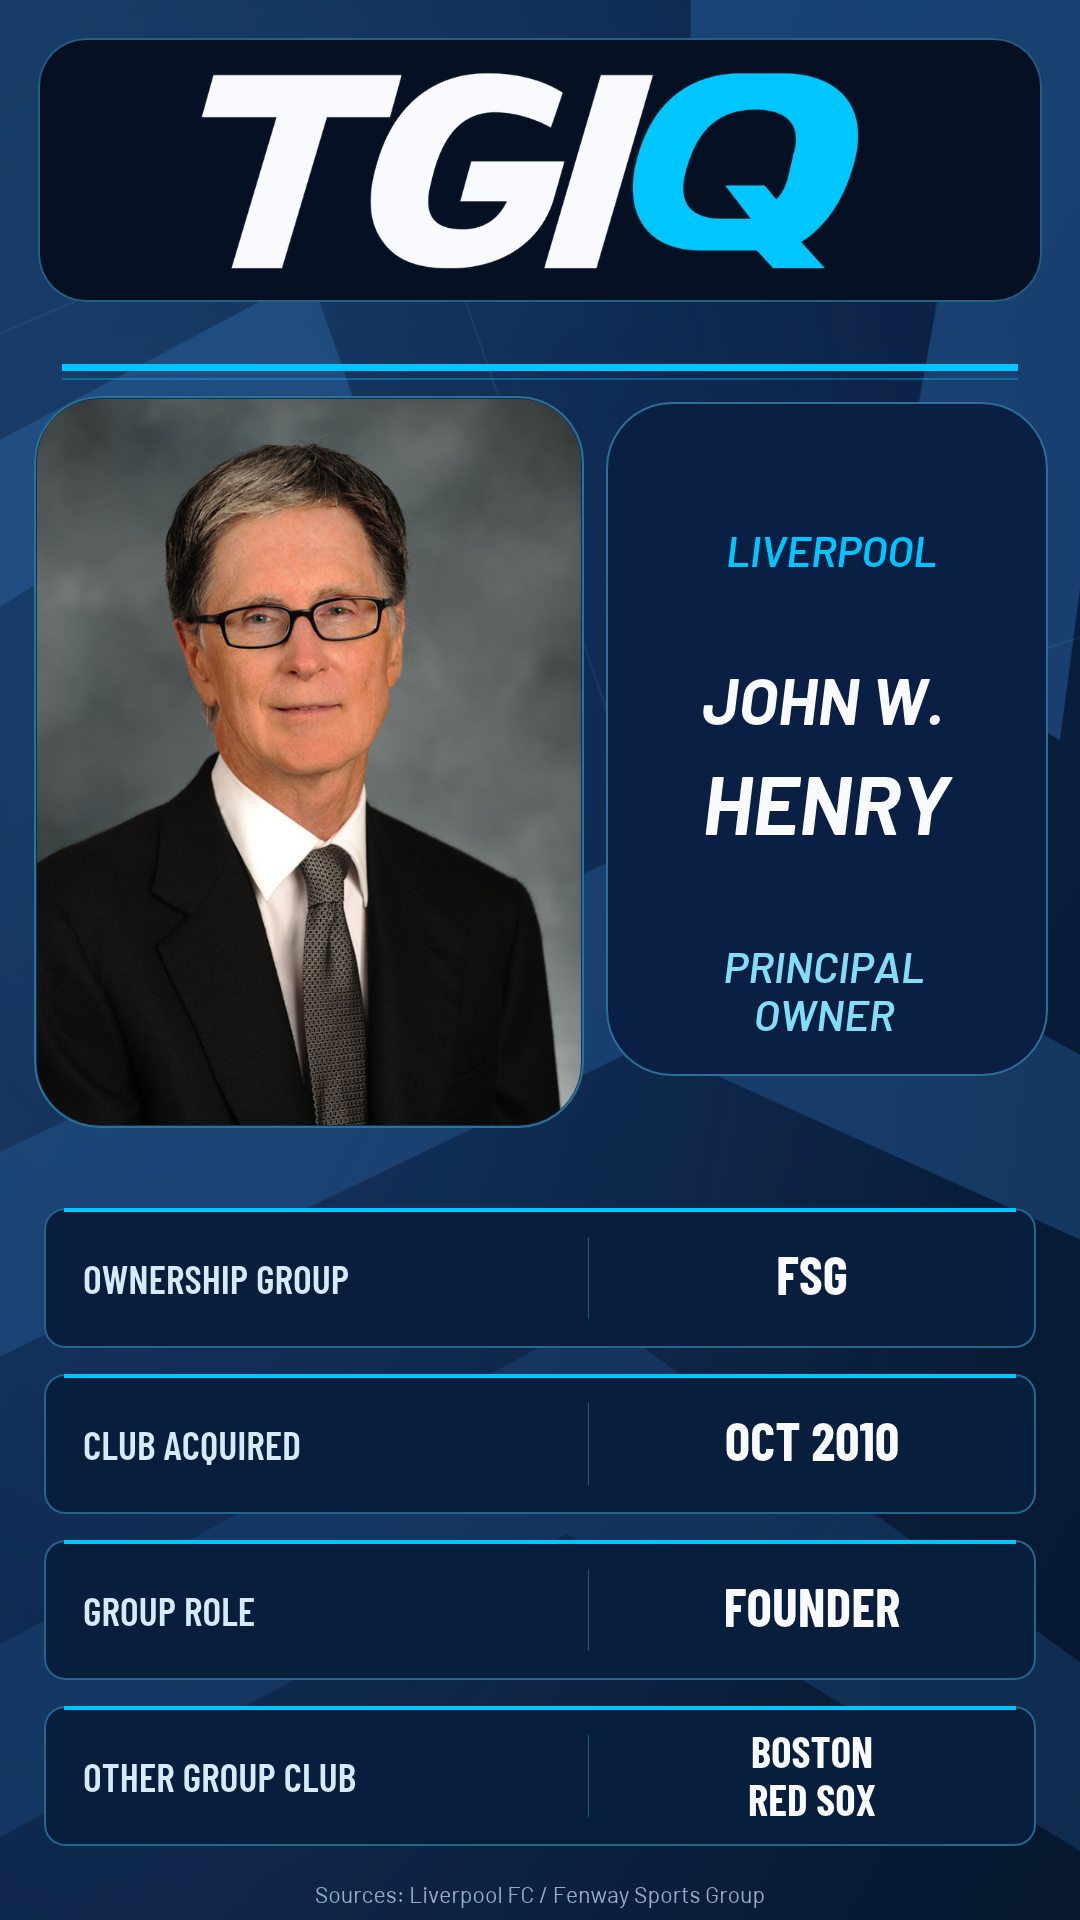 TGIQ
LIVERPOOL
JOHN W.
HENRY
PRINCIPAL
OWNER
OWNERSHIP GROUP
FSG
CLUB ACQUIRED
OCT 2010
GROUP ROLE
FOUNDER
OTHER GROUP CLUB
BOSTON
RED SOX
Sources: Liverpool FC / Fenway Sports Group